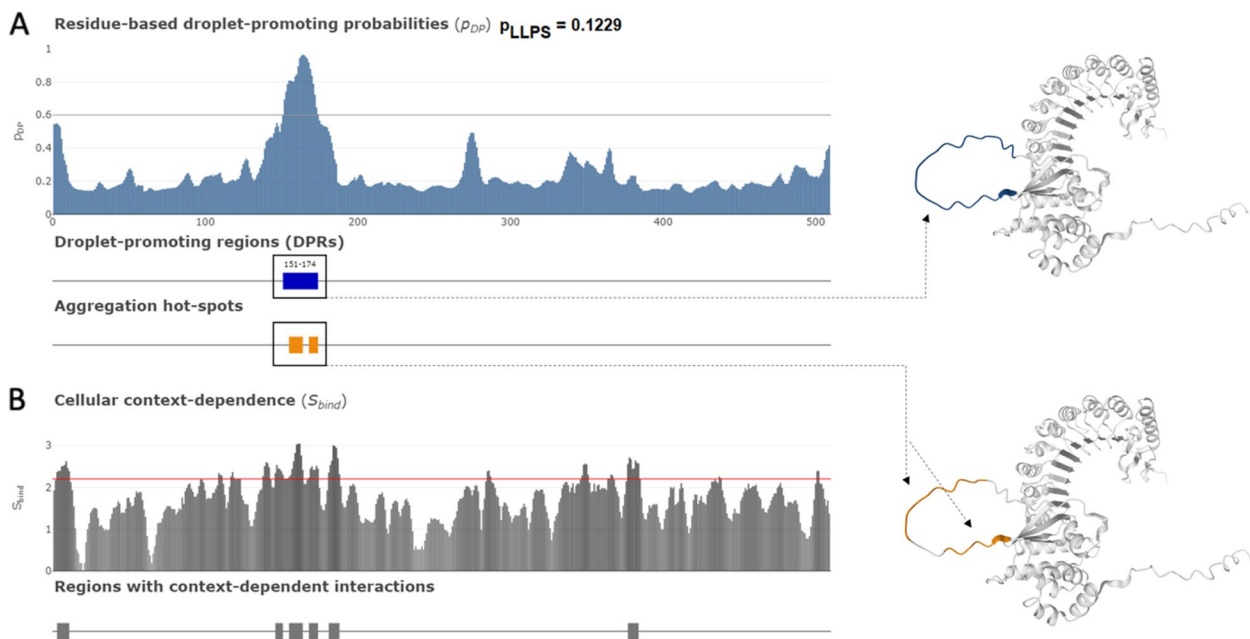 A
Residue-based droplet-promoting probabilities (pDP) pLLPS = 0.1229
1
0.8
0.6
0.4
0.2
0
pDP
0 100 200 300 400 500
Droplet-promoting regions (DPRs)
151-174
Aggregation hot-spots
B
Cellular context-dependence (Sbind)
3
2
1
0
Sbind
Regions with context-dependent interactions